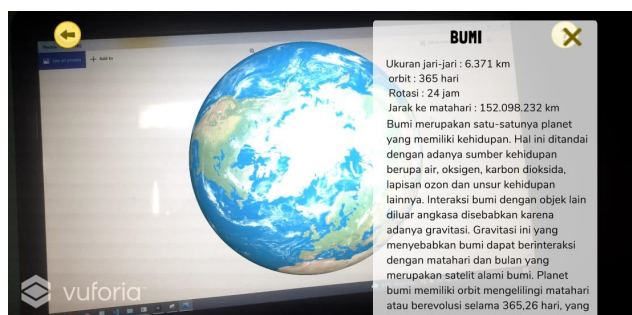 BUMI
See all photos
+ Add to
Ukuran jari-jari : 6.371 km
orbit : 365 hari
Rotasi : 24 jam
Jarak ke matahari : 152.098.232 km
Bumi merupakan satu-satunya planet
yang memiliki kehidupan. Hal ini ditandai
dengan adanya sumber kehidupan
berupa air, oksigen, karbon dioksida,
lapisan ozon dan unsur kehidupan
lainnya. Interaksi bumi dengan objek lain
diluar angkasa disebabkan karena
adanya gravitasi. Gravitasi ini yang
menyebabkan bumi dapat berinteraksi
dengan matahari dan bulan yang
merupakan satelit alami bumi. Planet
bumi memiliki orbit mengelilingi matahari
atau berevolusi selama 365,26 hari, yang
vuforia